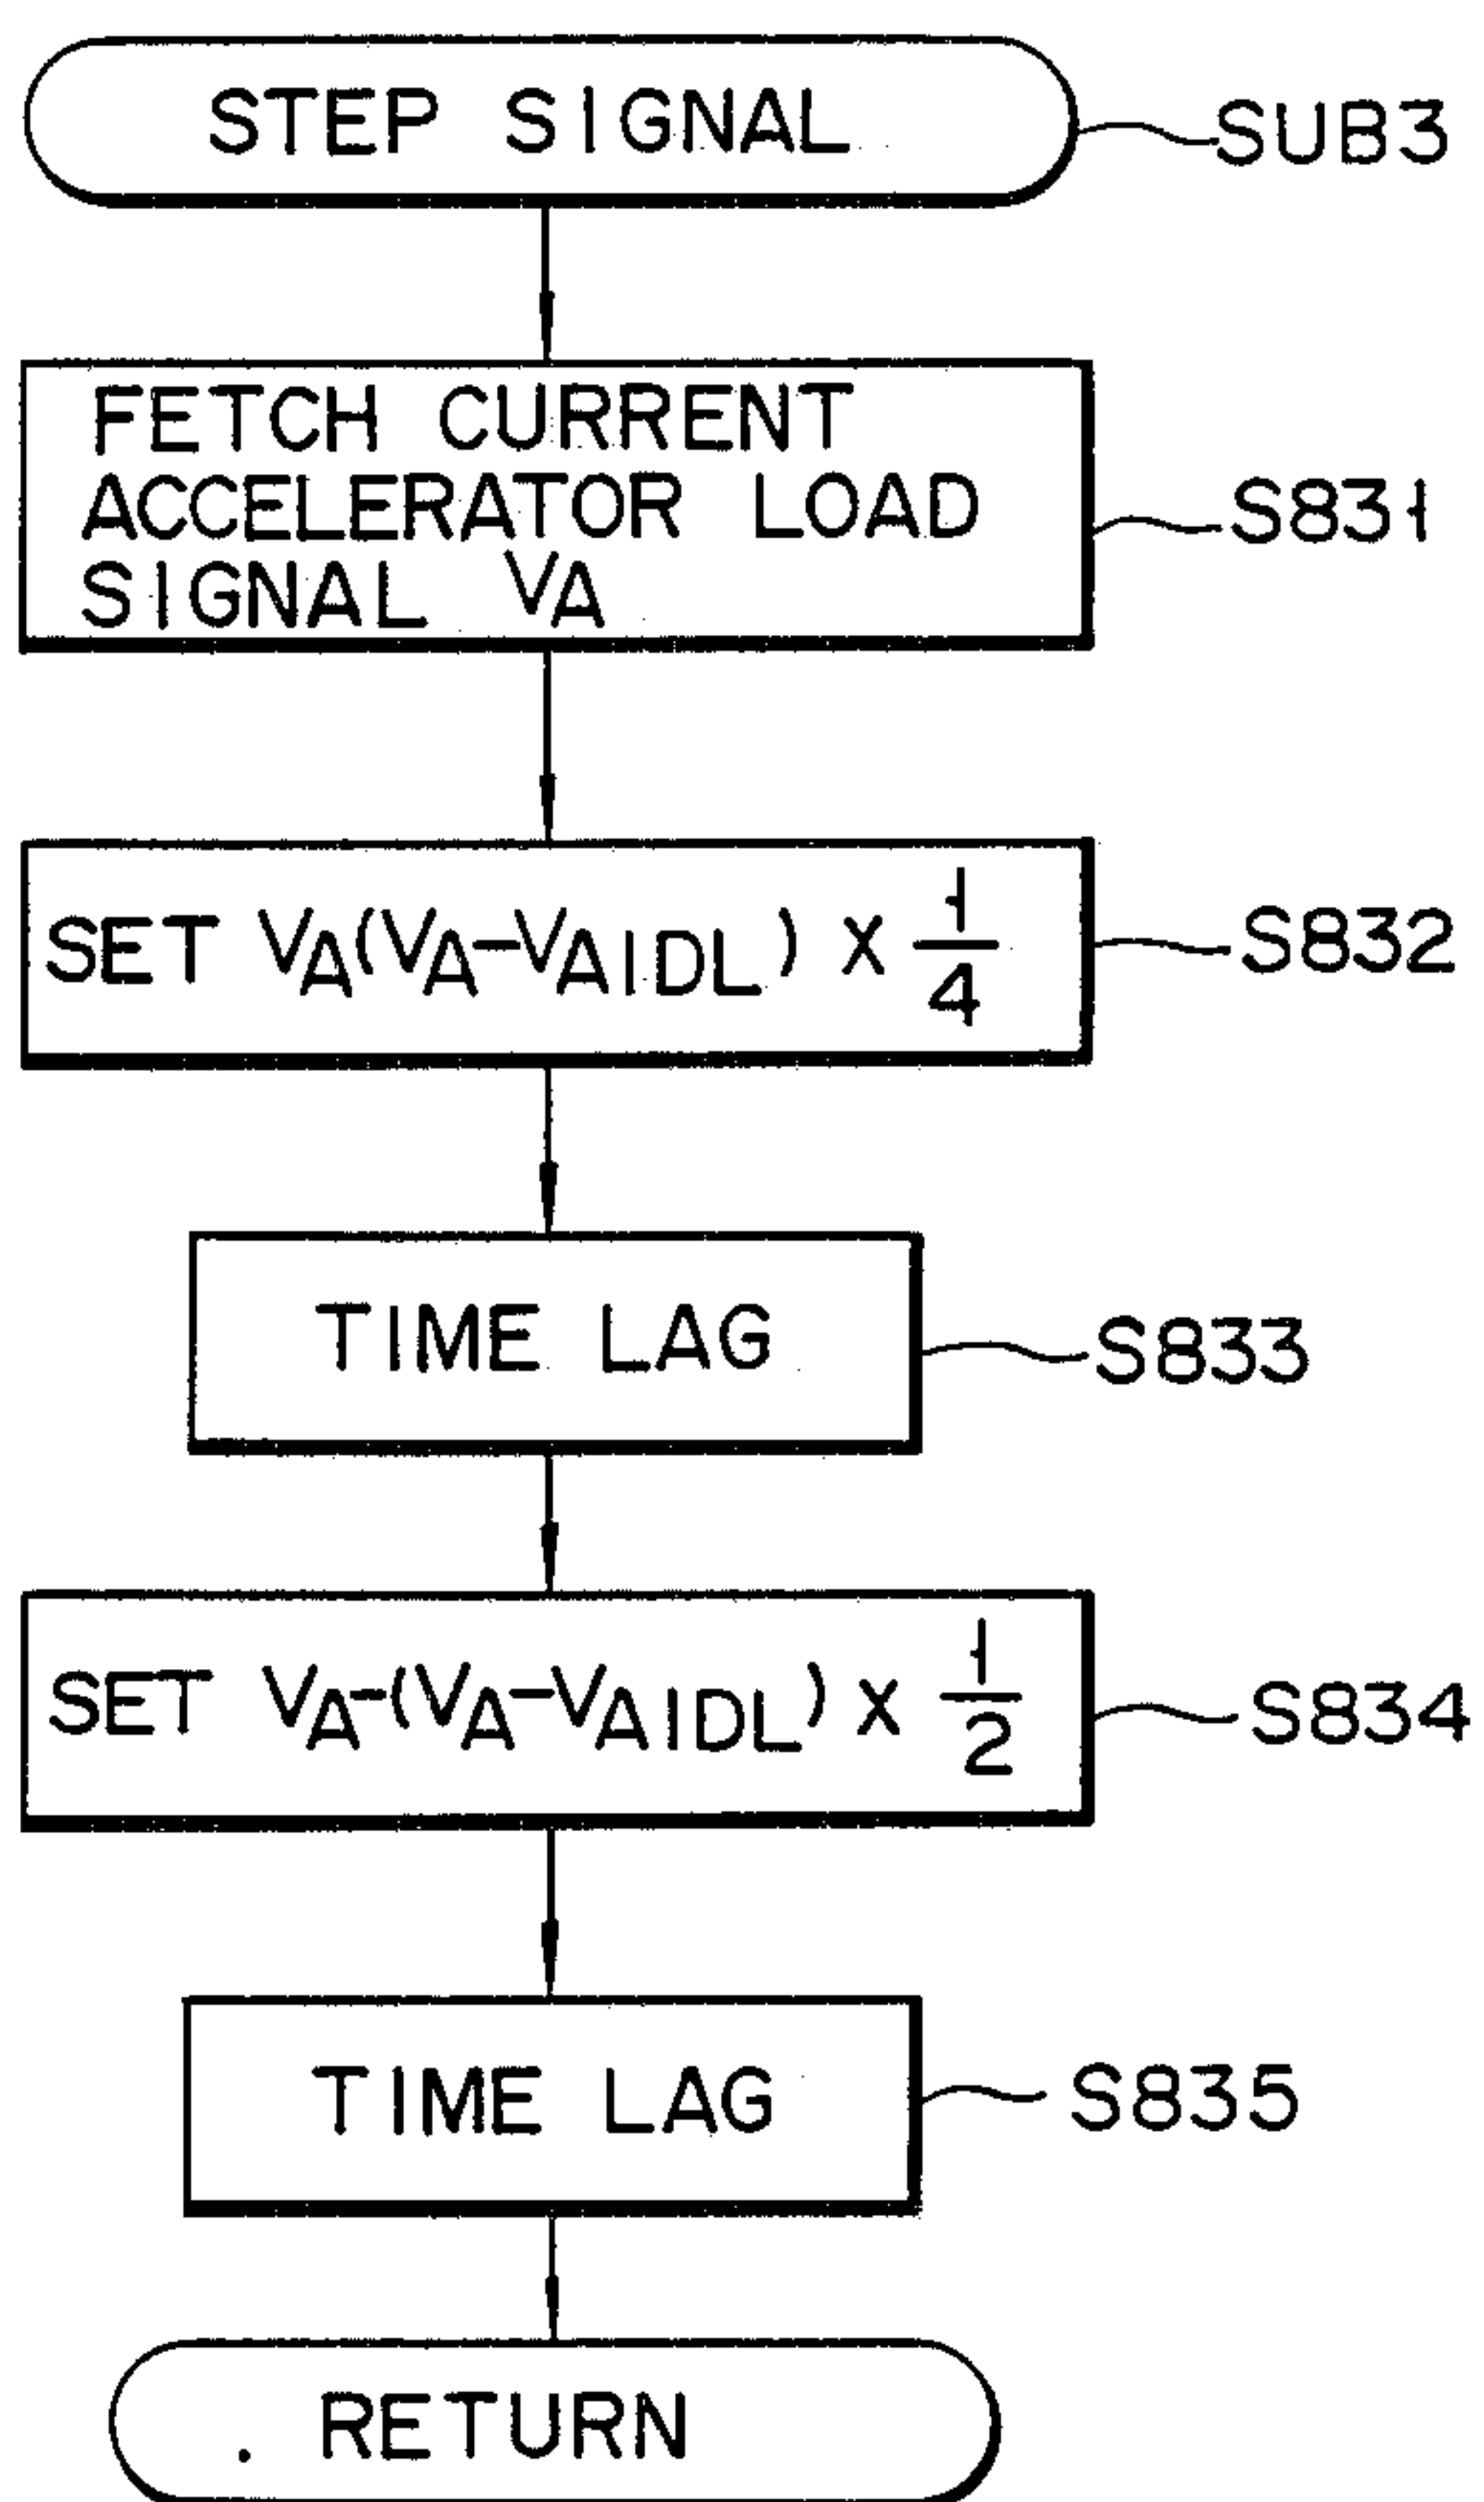 STEP SIGNAL
SUB3
FETCH CURRENT
ACCELERATOR LOAD
SIGNAL VA
S831
SET VA(VA-VAIDL) X 1/4
S832
TIME LAG
S833
SET VA-(VA-VAIDL) X 1/2
S834
TIME LAG
S835
RETURN